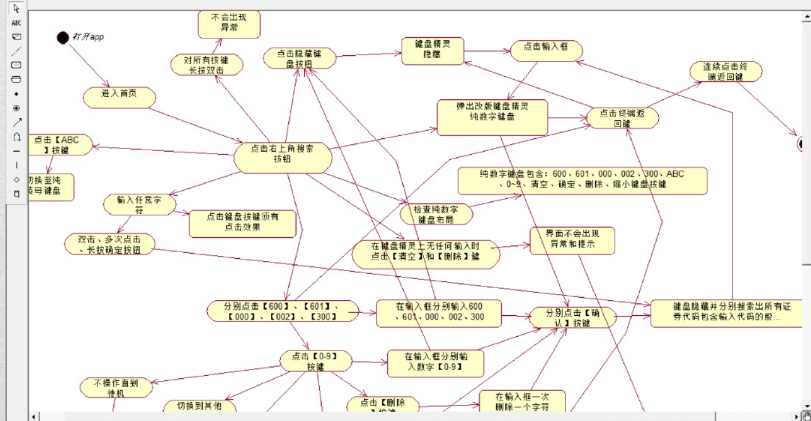 ABC
打开app
不会出现
异常
对所有按键
长按双击
点击隐藏键
盘按钮
键盘精灵
隐藏
点击输入框
连续点击终
端返回键
进入首页
弹出改版键盘精灵
纯数字键盘
点击终端返
回键
点击【ABC
】按键
点击右上角搜索
按钮
切换至纯
英母键盘
纯数字键盘包含：600、601、000、002、300、ABC
、0~9、清空、确定、删除、缩小键盘按键
输入任意字
符
点击键盘按键须有
点击效果
检查纯数字
键盘布局
双击、多次点击
、长按确定按钮
在键盘精灵上无任何输入时
点击【清空】和【删除】键
界面不会出现
异常和提示
分别点击【600】、【601】、
【000】、【002】、【300】
在输入框分别输入600
、601、000、002、300
分别点击【确
认】按键
键盘隐藏并分别搜索出所有证
券代码包含输入代码的股...
点击【0-9】
按键
在输入框分别输
入数字【0-9】
不操作直到
待机
切换到其他
点击【删除
】按键
在输入框一次
删除一个字符